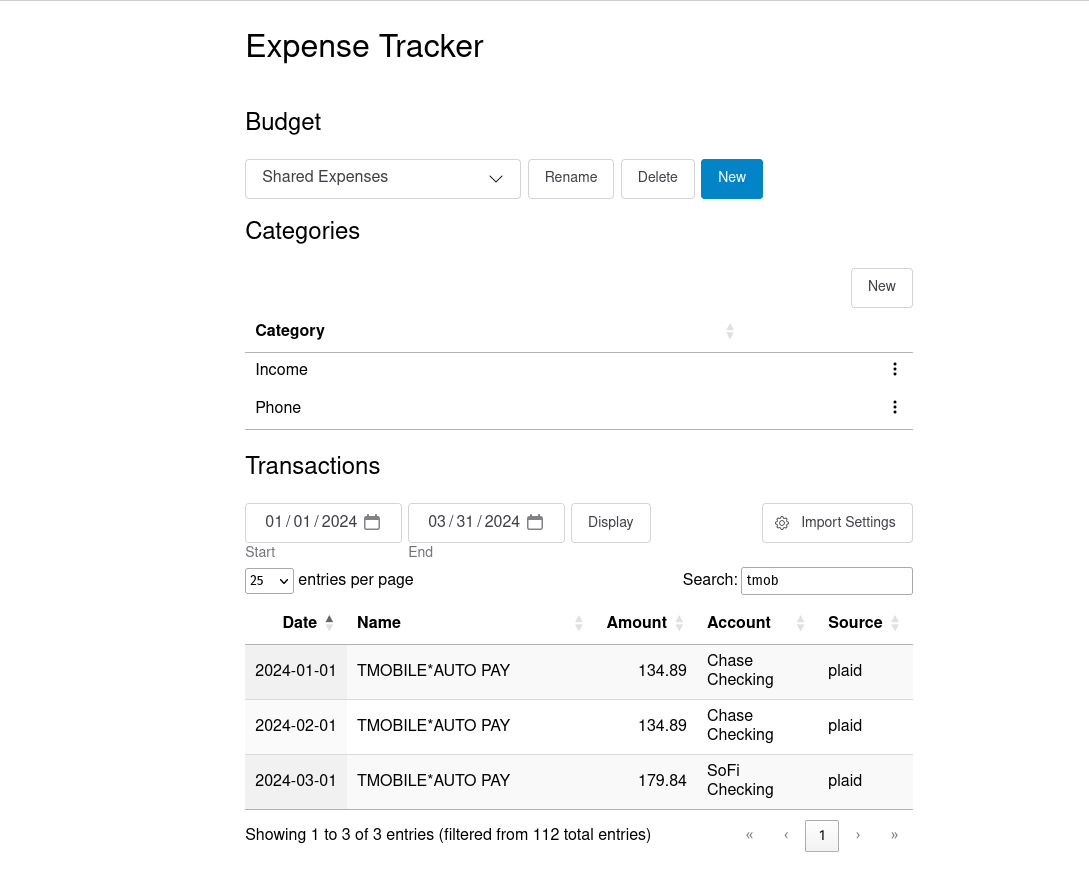 Expense Tracker
Budget
Shared Expenses Rename Delete New
Categories
New
Category
Income
Phone
Transactions
01/01/2024 03/31/2024 Display Import Settings
Start End
25 entries per page Search: tmob
Date Name Amount Account Source
2024-01-01 TMOBILE*AUTO PAY 134.89 Chase Checking plaid
2024-02-01 TMOBILE*AUTO PAY 134.89 Chase Checking plaid
2024-03-01 TMOBILE*AUTO PAY 179.84 SoFi Checking plaid
Showing 1 to 3 of 3 entries (filtered from 112 total entries) « ‹ 1 › »